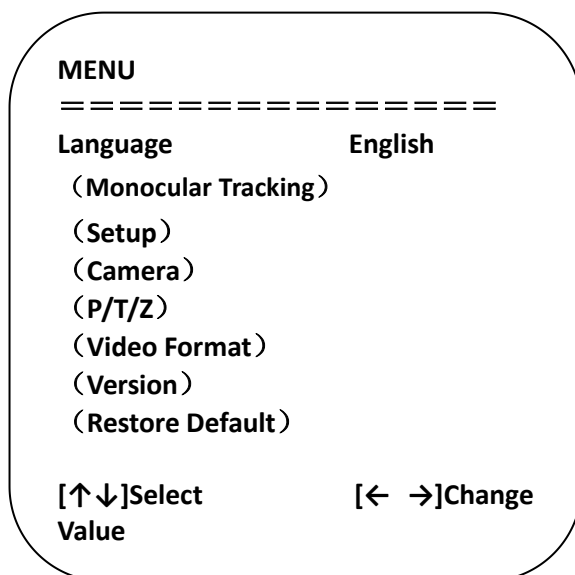 MENU
===============
Language English
（Monocular Tracking）
（Setup）
（Camera）
（P/T/Z）
（Video Format）
（Version）
（Restore Default）
[↑↓]Select [← →]Change
Value